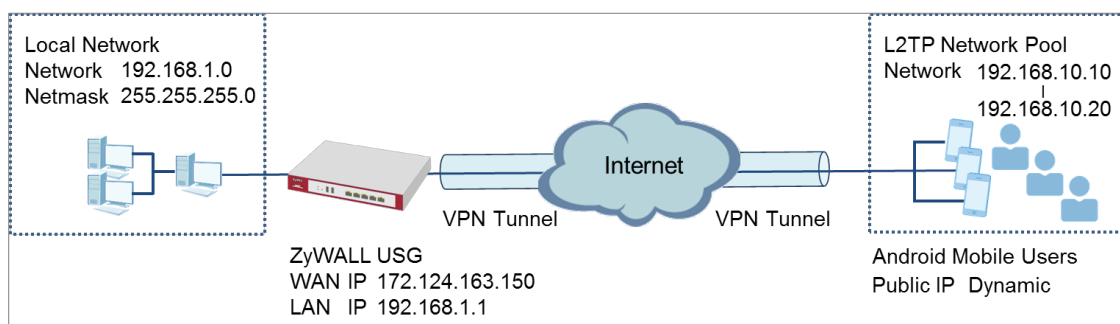 Local Network
Network 192.168.1.0
Netmask 255.255.255.0
L2TP Network Pool
Network 192.168.10.10
192.168.10.20
Internet
VPN Tunnel
VPN Tunnel
ZyWALL USG
WAN IP 172.124.163.150
LAN IP 192.168.1.1
Android Mobile Users
Public IP Dynamic